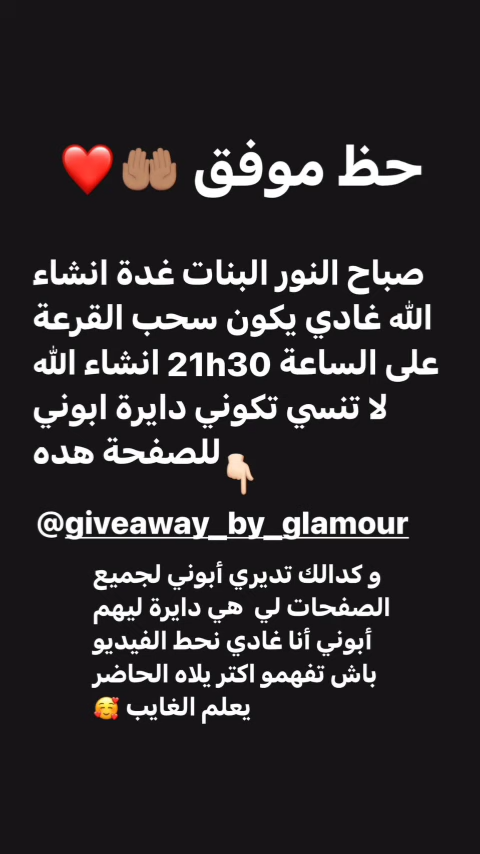 حظ موفق 🤲🏽❤️
صباح النور البنات غدة انشاء
الله غادي يكون سحب القرعة
على الساعة 21h30 انشاء الله
لا تنسي تكوني دايرة ابوني
للصفحة هده👇🏻
@giveaway_by_glamour
و كدالك تديري أبوني لجميع
الصفحات لي هي دايرة ليهم
أبوني أنا غادي نحط الفيديو
باش تفهمو اكتر يلاه الحاضر
يعلم الغايب 🥰